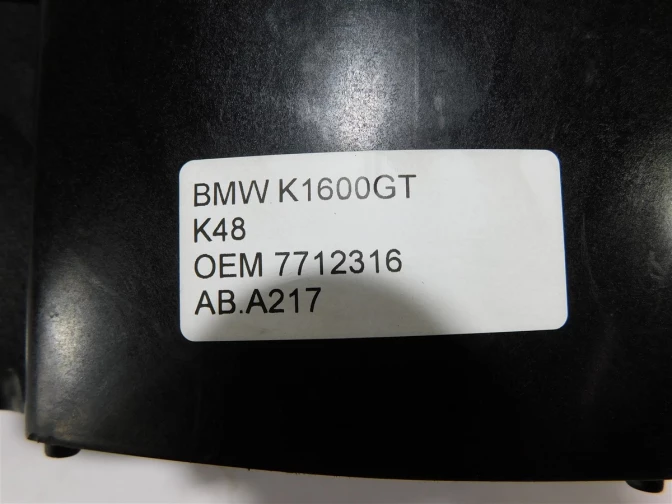 BMW K1600GT
K48
OEM 7712316
AB.A217